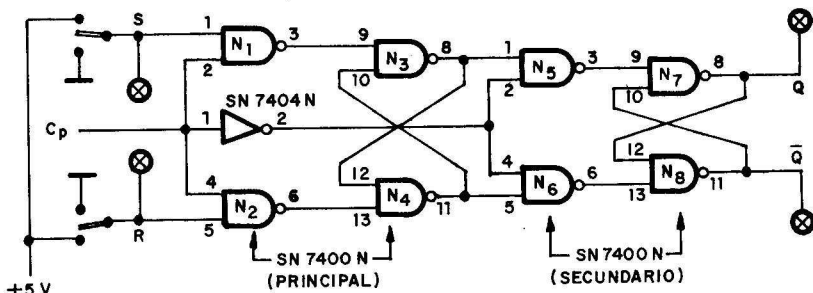 S
1
N1
3
9
N3
8
1
N5
3
9
N7
8
2
10
2
10
Q
SN 7404 N
Cp
1
2
4
N2
6
12
N4
11
4
N6
6
12
N8
11
Q̅
5
13
5
13
R
SN 7400 N
(PRINCIPAL)
SN 7400 N
(SECUNDARIO)
+5 V